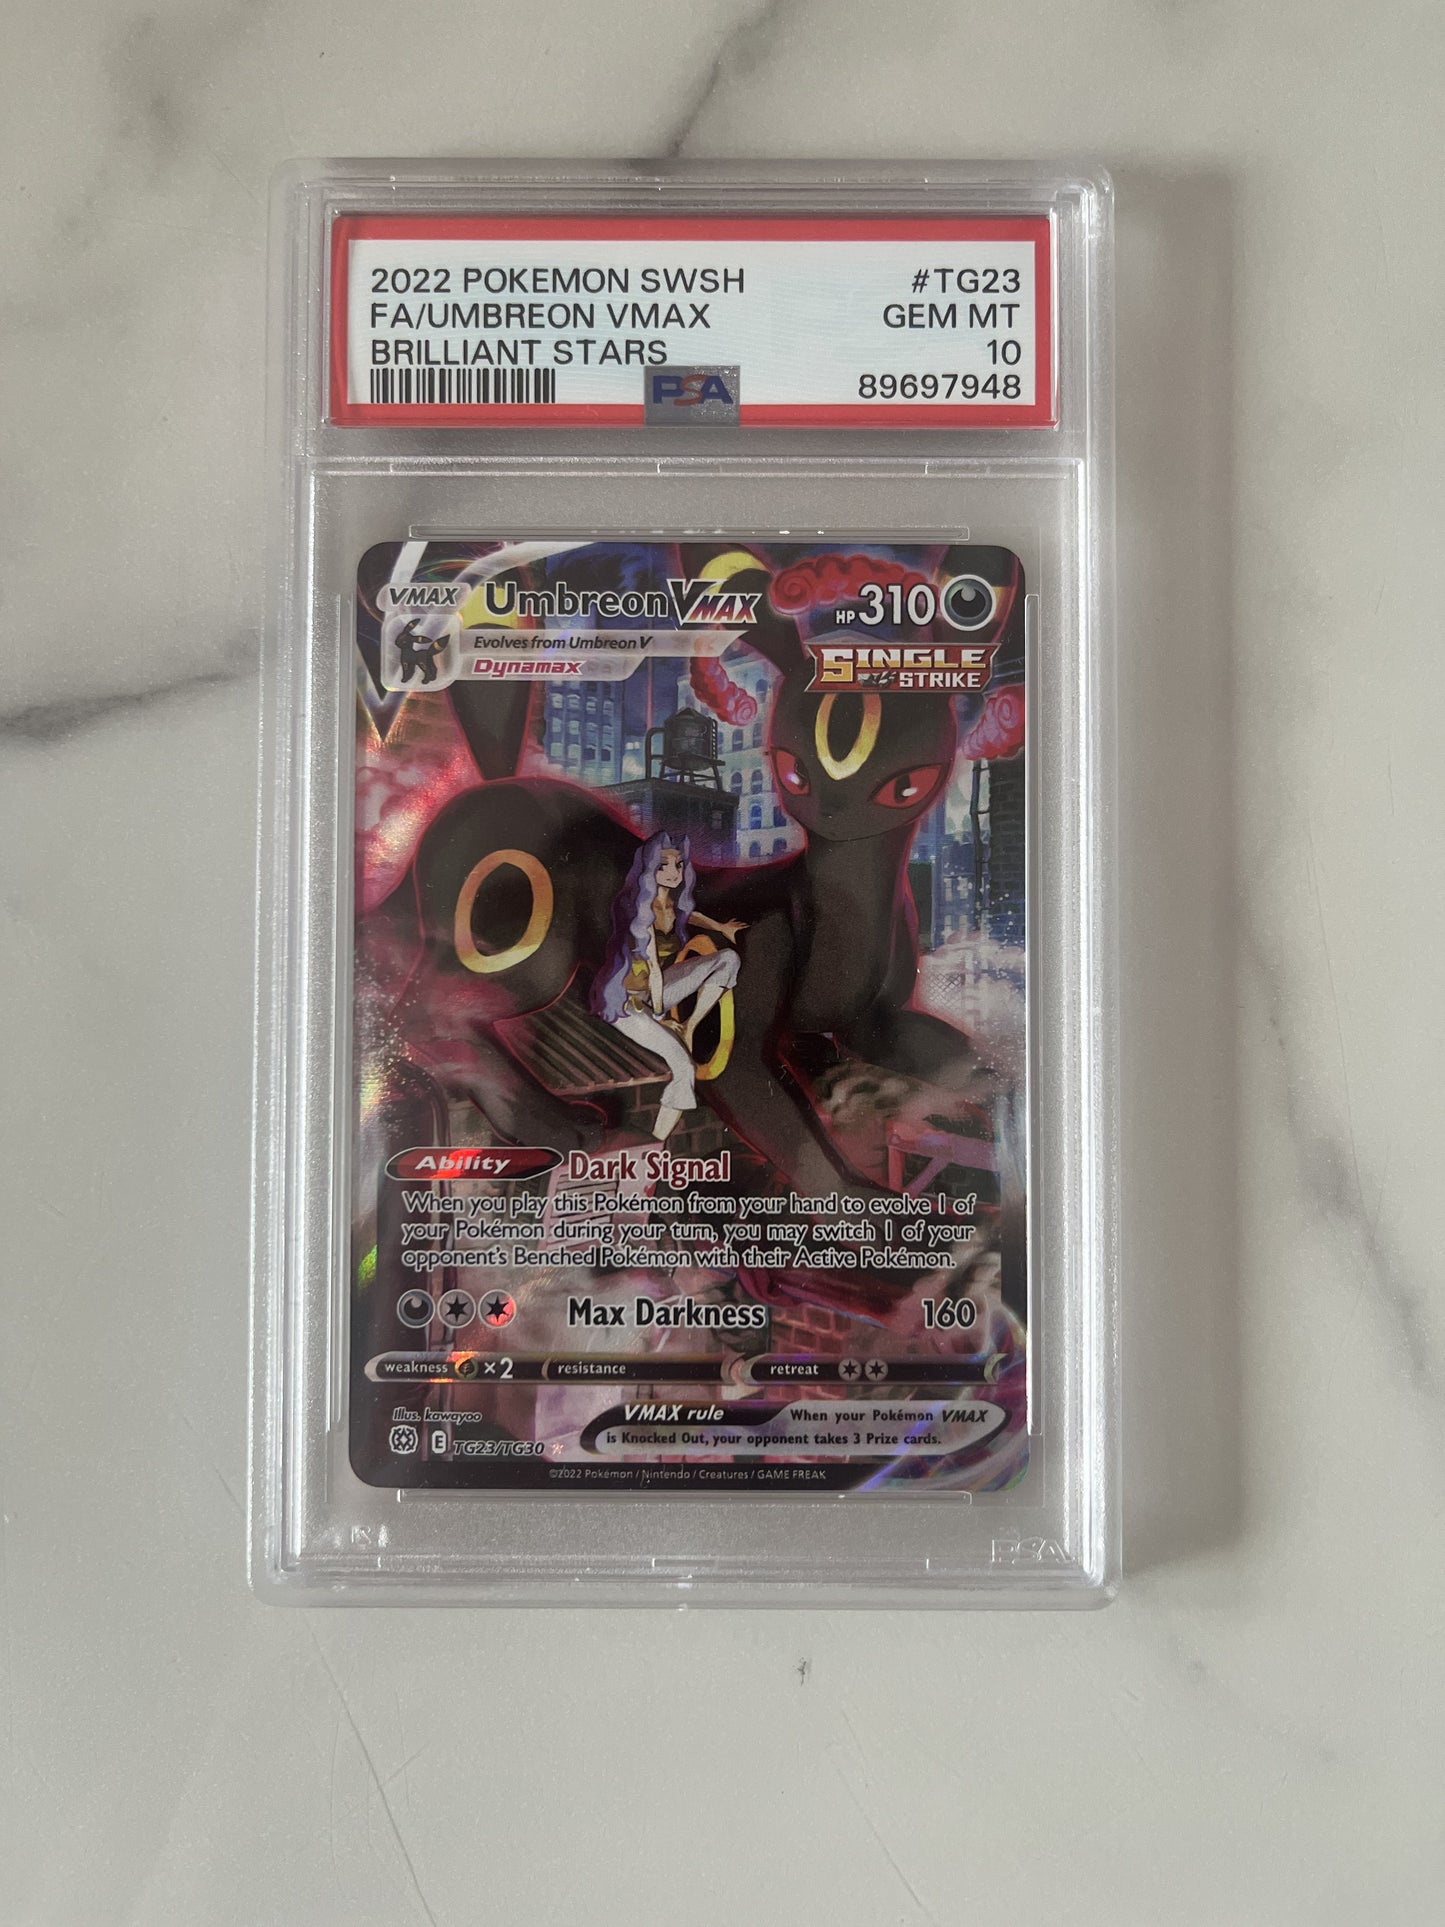 2022 POKEMON SWSH #TG23
FA/UMBREON VMAX GEM MT
BRILLIANT STARS 10
PSA 89697948
VMAX Umbreon VMAX HP 310
Evolves from Umbreon V
Dynamax
SINGLE
STRIKE
Ability Dark Signal
When you play this Pokémon from your hand to evolve 1 of
your Pokémon during your turn, you may switch 1 of your
opponent's Benched Pokémon with their Active Pokémon.
Max Darkness 160
weakness ×2 resistance retreat
Illus. kawayoo
E TG23/TG30
VMAX rule When your Pokémon VMAX
is Knocked Out, your opponent takes 3 Prize cards.
©2022 Pokémon / Nintendo / Creatures / GAME FREAK
PSA